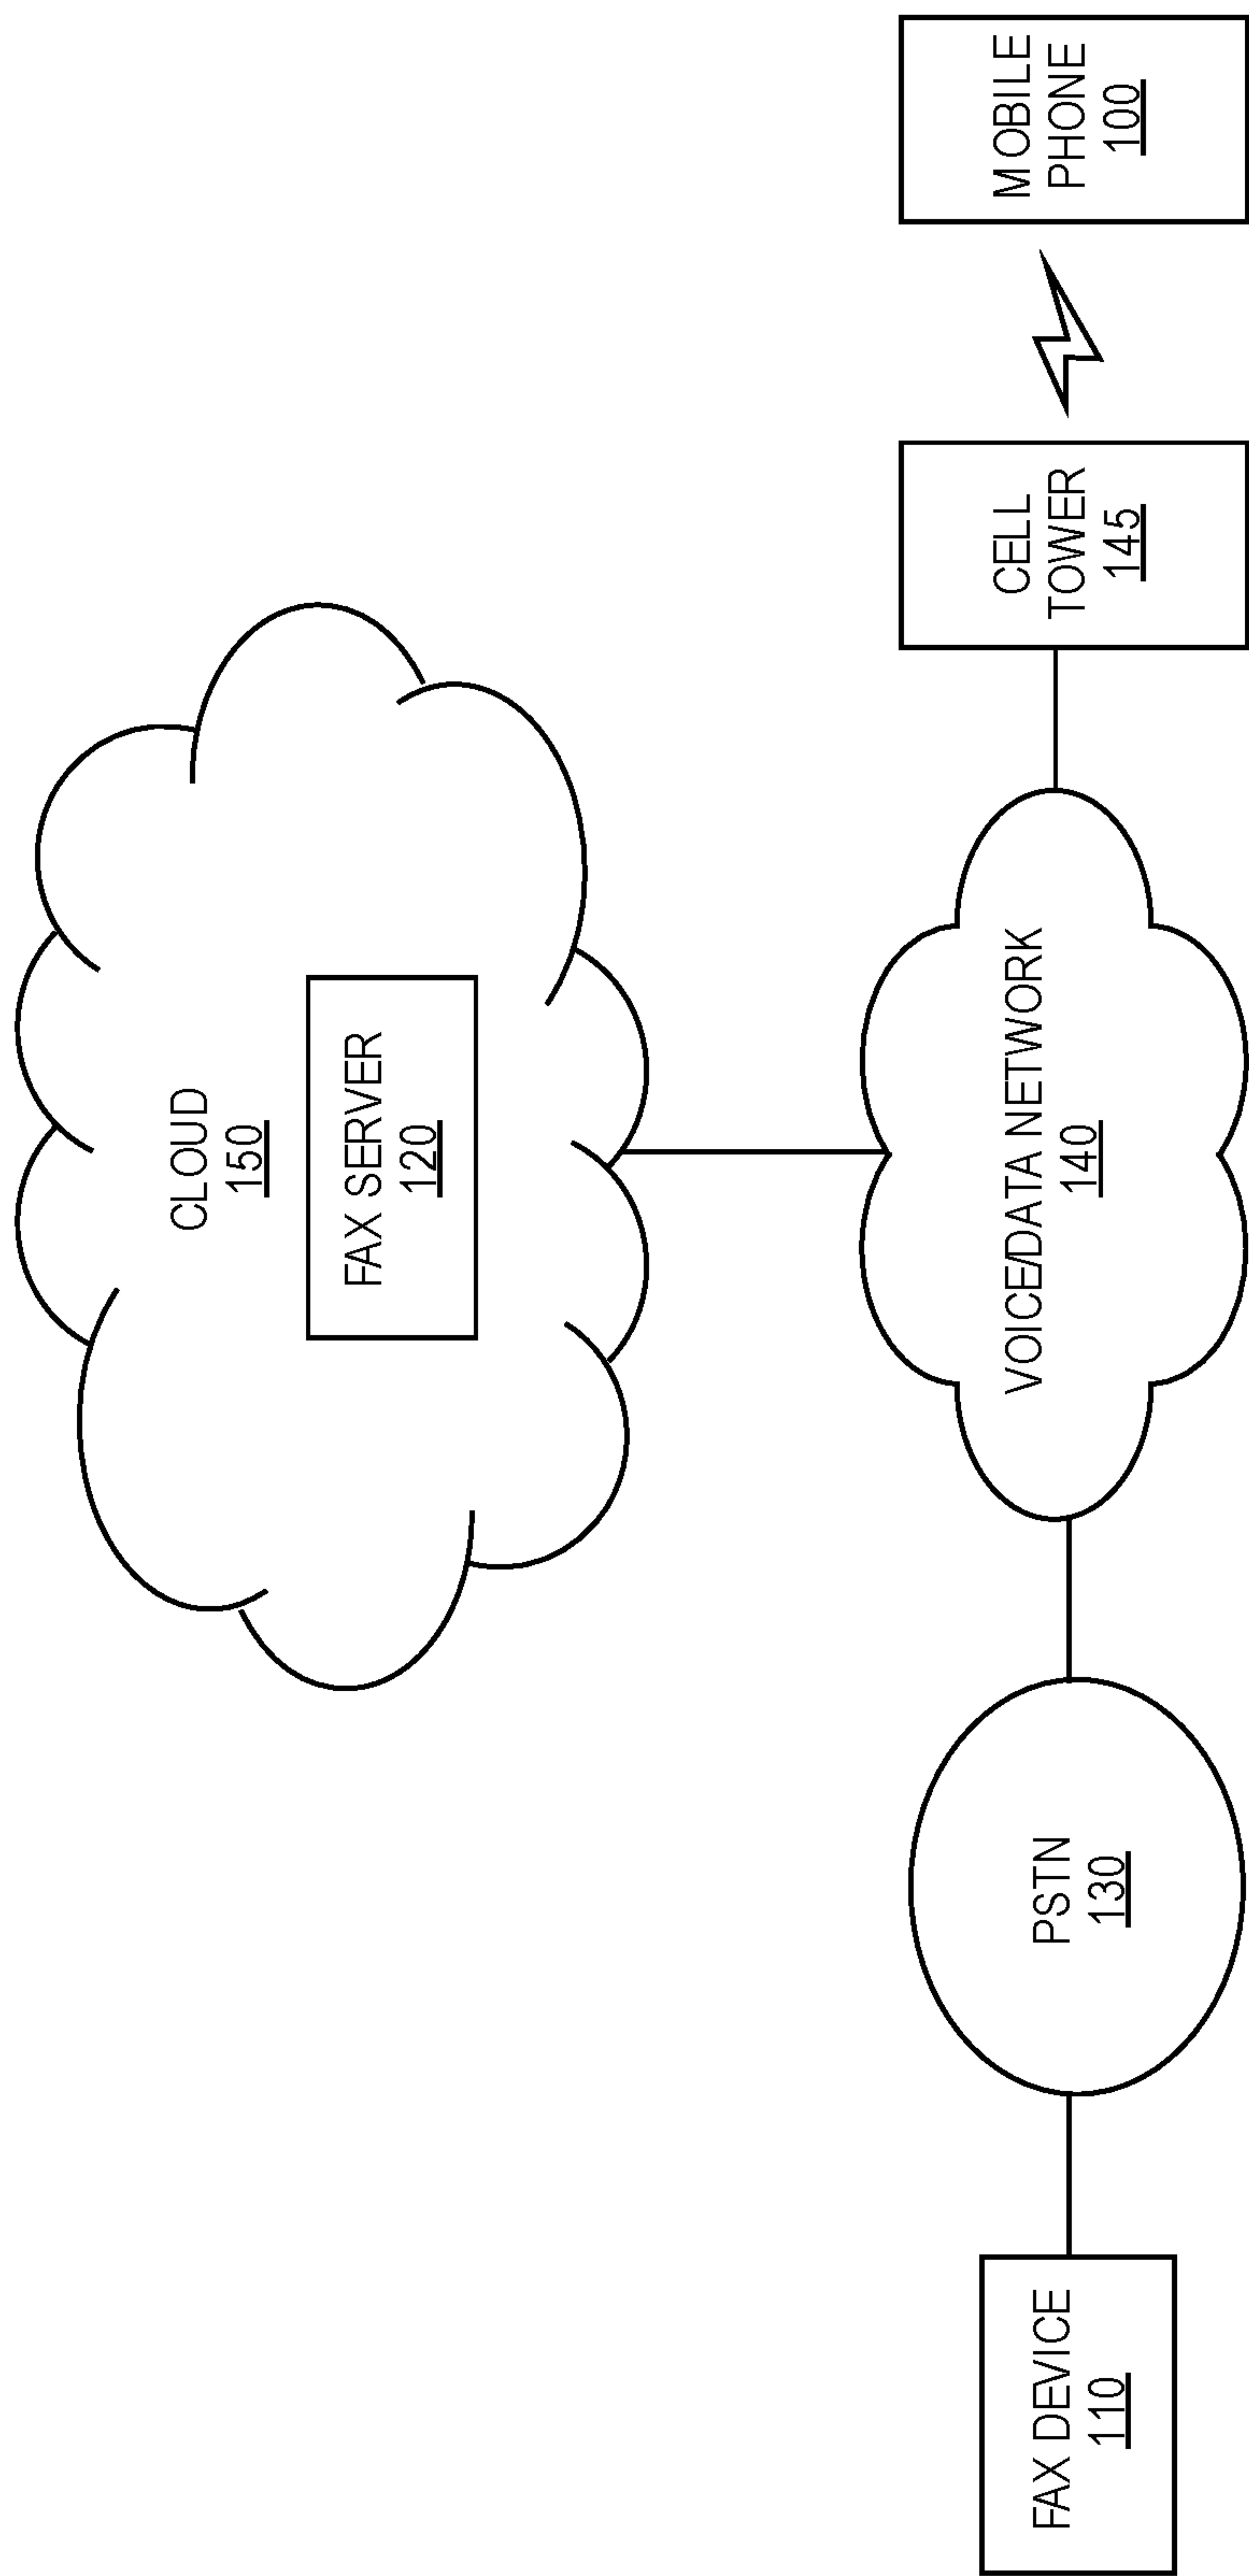 CLOUD
150
FAX SERVER
120
FAX DEVICE
110
PSTN
130
VOICE/DATA NETWORK
140
CELL
TOWER
145
MOBILE
PHONE
100